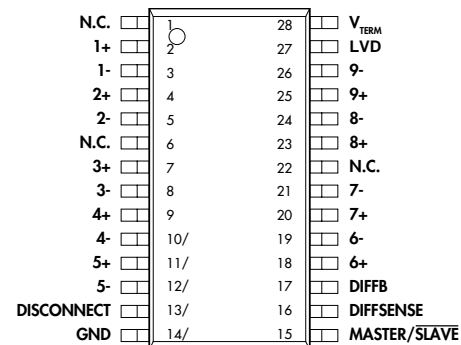 N.C. 1 28 VTERM
1+ 2 27 LVD
1- 3 26 9-
2+ 4 25 9+
2- 5 24 8-
N.C. 6 23 8+
3+ 7 22 N.C.
3- 8 21 7-
4+ 9 20 7+
4- 10/ 19 6-
5+ 11/ 18 6+
5- 12/ 17 DIFFB
DISCONNECT 13/ 16 DIFFSENSE
GND 14/ 15 MASTER/SLAVE